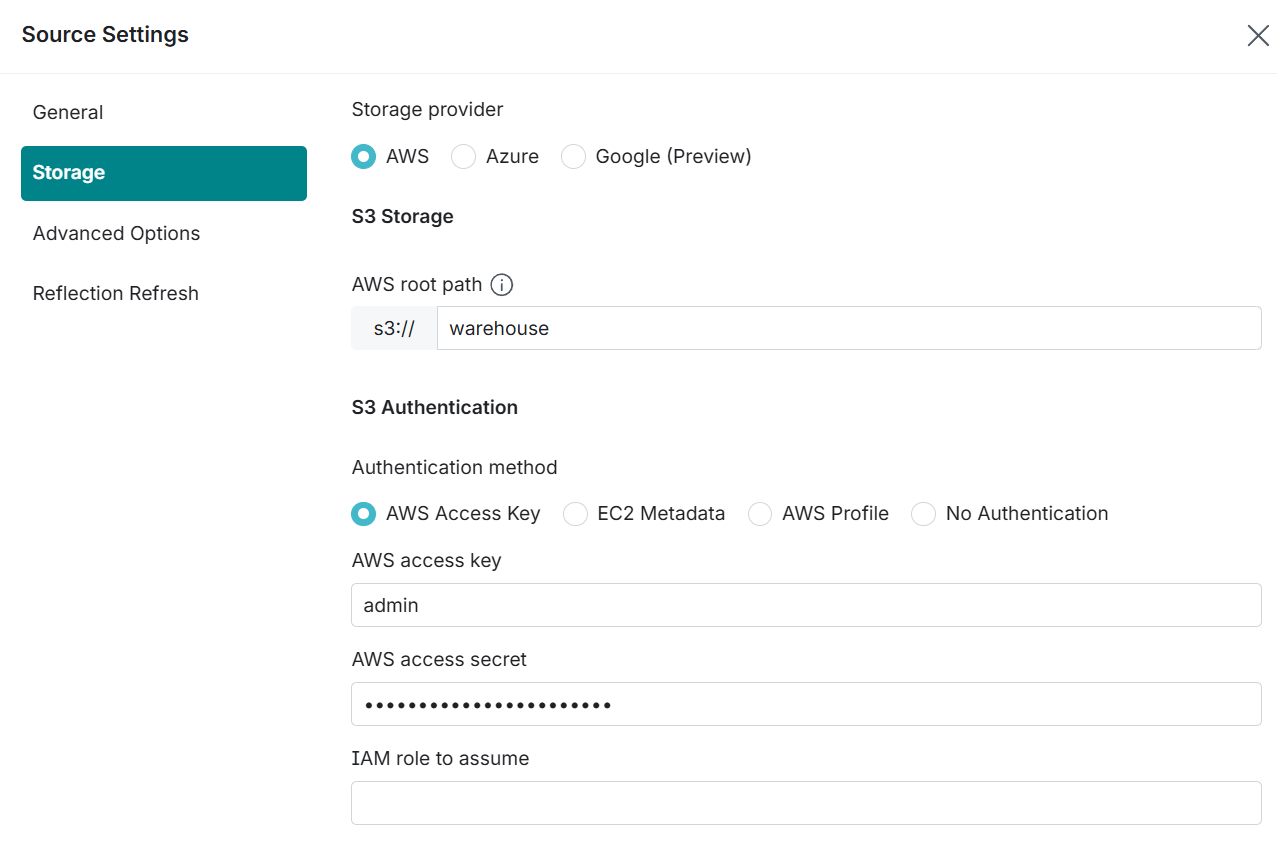 Source Settings
General
Storage
Advanced Options
Reflection Refresh
Storage provider
AWS Azure Google (Preview)
S3 Storage
AWS root path
s3:// warehouse
S3 Authentication
Authentication method
AWS Access Key EC2 Metadata AWS Profile No Authentication
AWS access key
admin
AWS access secret
•••••••••••••••••••••••
IAM role to assume